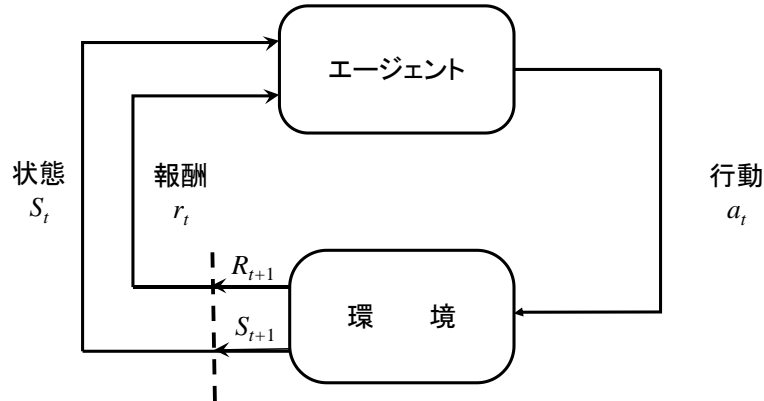 エージェント
状態
S_t
報酬
r_t
行動
a_t
R_{t+1}
環 境
S_{t+1}